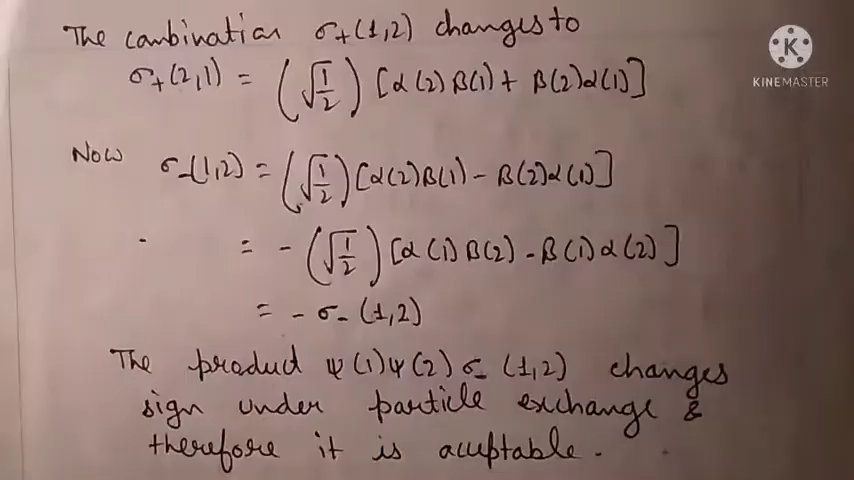 The combination σ₊(1,2) changes to
σ₊(2,1) = (√1/2) [α(2)β(1) + β(2)α(1)]
KINEMASTER
Now σ₋(1,2) = (√1/2) [α(2)β(1) - β(2)α(1)]
= - (√1/2) [α(1)β(2) - β(1)α(2)]
= - σ₋ (1,2)
The product ψ(1)ψ(2) σ₋ (1,2) changes
sign under particle exchange &
therefore it is acceptable.